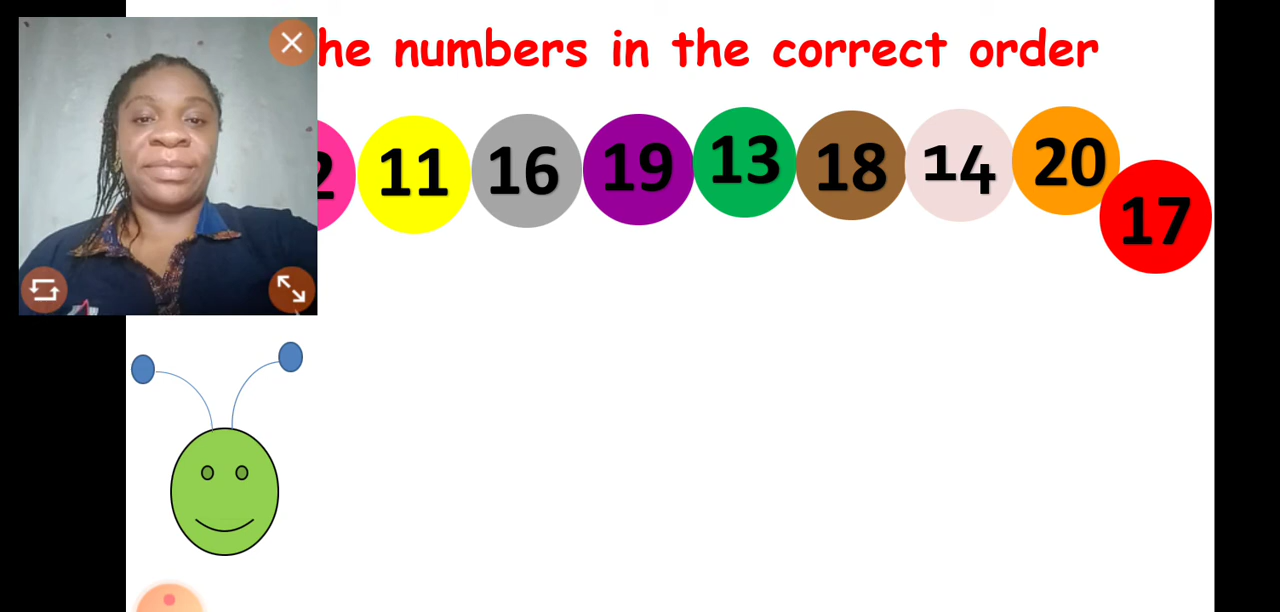 he numbers in the correct order
2 11 16 19 13 18 14 20 17